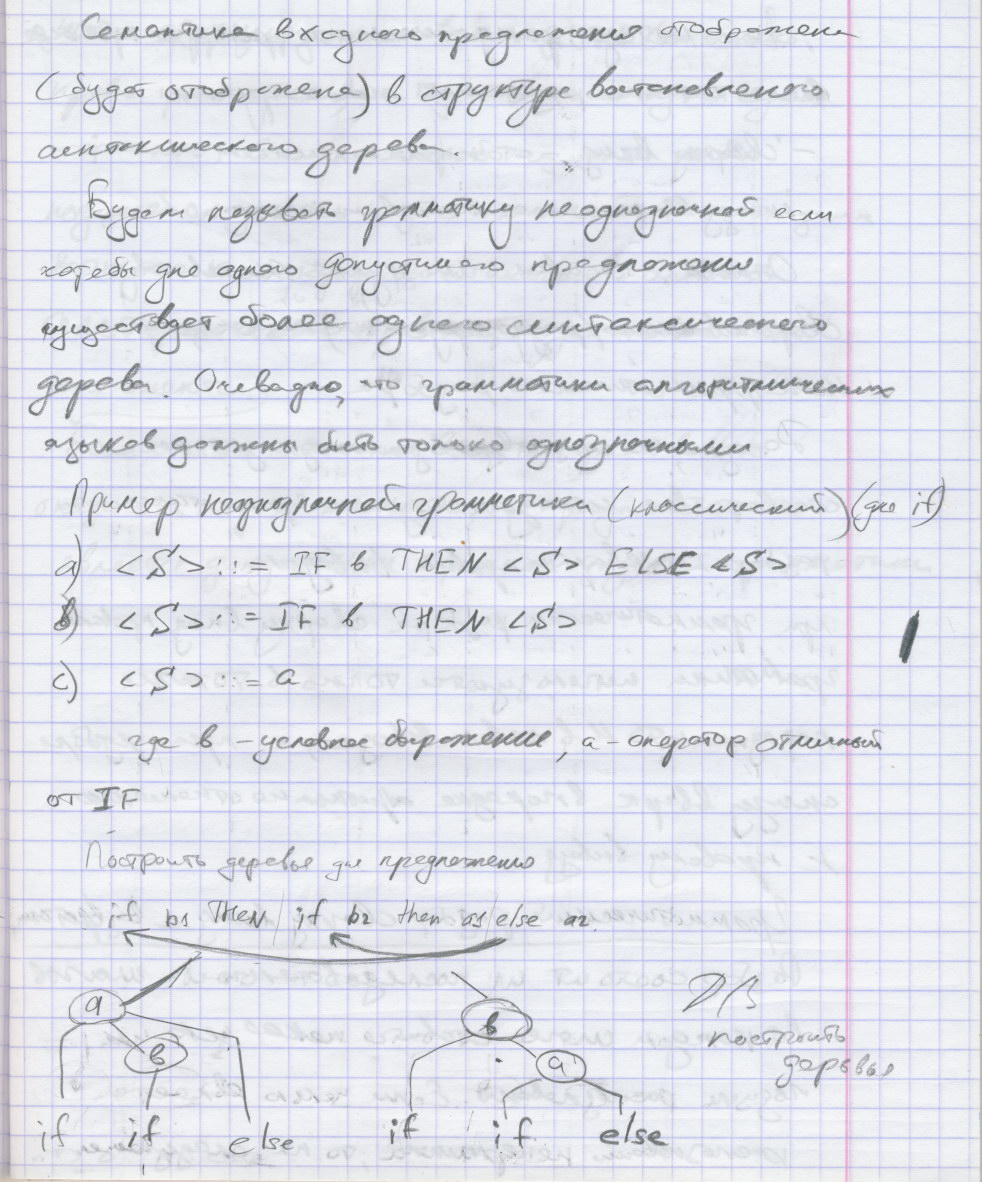 Семантика входного предложения отображена
(будет отображена) в структуре востановленого
синтаксического дерева.
Будем называть грамматику неоднозначной если
хотебы для одного допустимого предложения
существует более одного синтаксического
дерева. Очевидно, что грамматики алгоритмических
языков должны быть только однозначными
Пример неоднозначной грамматики (классический) (для if)
a) <S> ::= IF в THEN <S> ELSE <S>
b) <S> ::= IF в THEN <S>
c) <S> ::= a
где в - условное выражение, а - оператор отличный
от IF
Построить деревья для предложения
if b1 THEN / if b2 then a1 / else a2.
a в
в a
Д/З
построить
деревья
if if else if if else